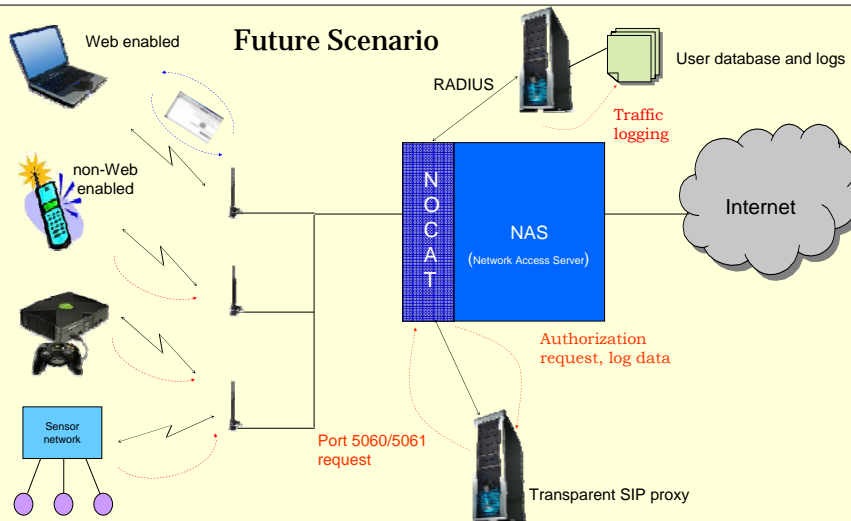 Future Scenario
Web enabled
non-Web
enabled
Sensor
network
RADIUS
User database and logs
Traffic
logging
N
O
C
A
T
NAS
(Network Access Server)
Internet
Authorization
request, log data
Port 5060/5061
request
Transparent SIP proxy